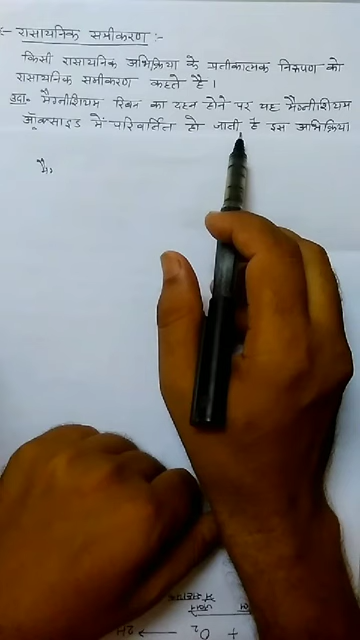 :- रासायनिक समीकरण :-
किसी रासायनिक अभिक्रिया के प्रतीकात्मक निरूपण को
रासायनिक समीकरण कहते है ।
उदा०- मैग्नीशियम रिबन का दहन होने पर यह मैग्नीशियम
ऑक्साइड में परिवर्तित हो जाती है इस अभिक्रिया
+ O₂ →